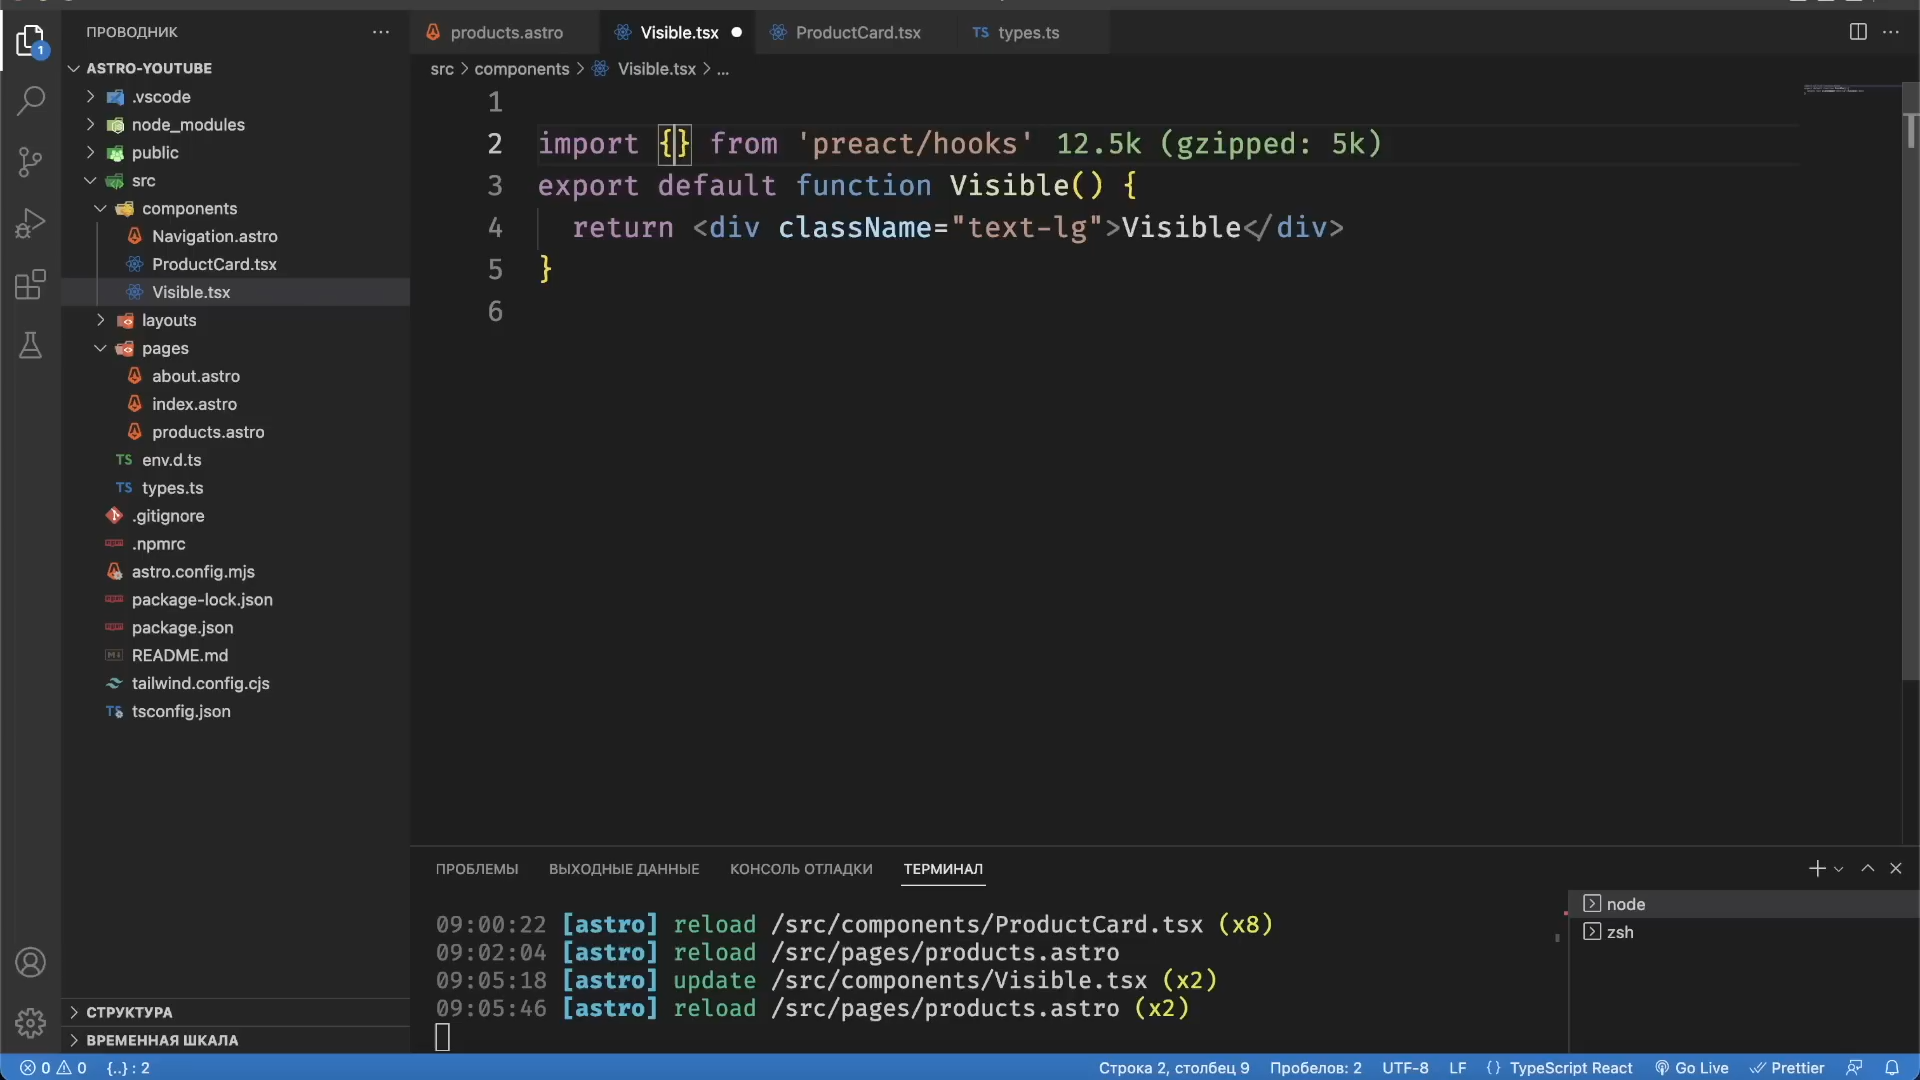 ПРОВОДНИК
ASTRO-YOUTUBE
.vscode
node_modules
public
src
components
Navigation.astro
ProductCard.tsx
Visible.tsx
layouts
pages
about.astro
index.astro
products.astro
TS env.d.ts
TS types.ts
.gitignore
.npmrc
astro.config.mjs
package-lock.json
package.json
README.md
tailwind.config.cjs
tsconfig.json
СТРУКТУРА
ВРЕМЕННАЯ ШКАЛА
products.astro
Visible.tsx
ProductCard.tsx
TS types.ts
src > components > Visible.tsx > ...
1
2 import {} from 'preact/hooks' 12.5k (gzipped: 5k)
3 export default function Visible() {
4 return <div className="text-lg">Visible</div>
5 }
6
ПРОБЛЕМЫ ВЫХОДНЫЕ ДАННЫЕ КОНСОЛЬ ОТЛАДКИ ТЕРМИНАЛ
09:00:22 [astro] reload /src/components/ProductCard.tsx (x8)
09:02:04 [astro] reload /src/pages/products.astro
09:05:18 [astro] update /src/components/Visible.tsx (x2)
09:05:46 [astro] reload /src/pages/products.astro (x2)
node
zsh
0 0 {..} : 2
Строка 2, столбец 9 Пробелов: 2 UTF-8 LF {} TypeScript React Go Live Prettier